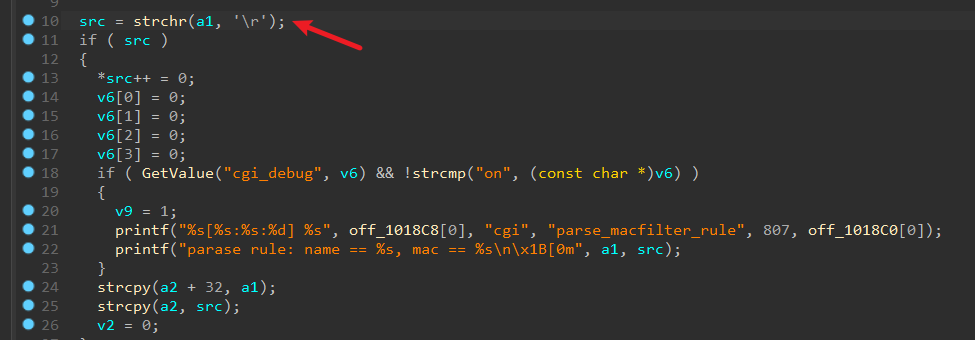 10 src = strchr(a1, '\r');
11 if ( src )
12 {
13 *src++ = 0;
14 v6[0] = 0;
15 v6[1] = 0;
16 v6[2] = 0;
17 v6[3] = 0;
18 if ( GetValue("cgi_debug", v6) && !strcmp("on", (const char *)v6) )
19 {
20 v9 = 1;
21 printf("%s[%s:%s:%d] %s", off_1018C8[0], "cgi", "parse_macfilter_rule", 807, off_1018C0[0]);
22 printf("parase rule: name == %s, mac == %s\n\x1B[0m", a1, src);
23 }
24 strcpy(a2 + 32, a1);
25 strcpy(a2, src);
26 v2 = 0;